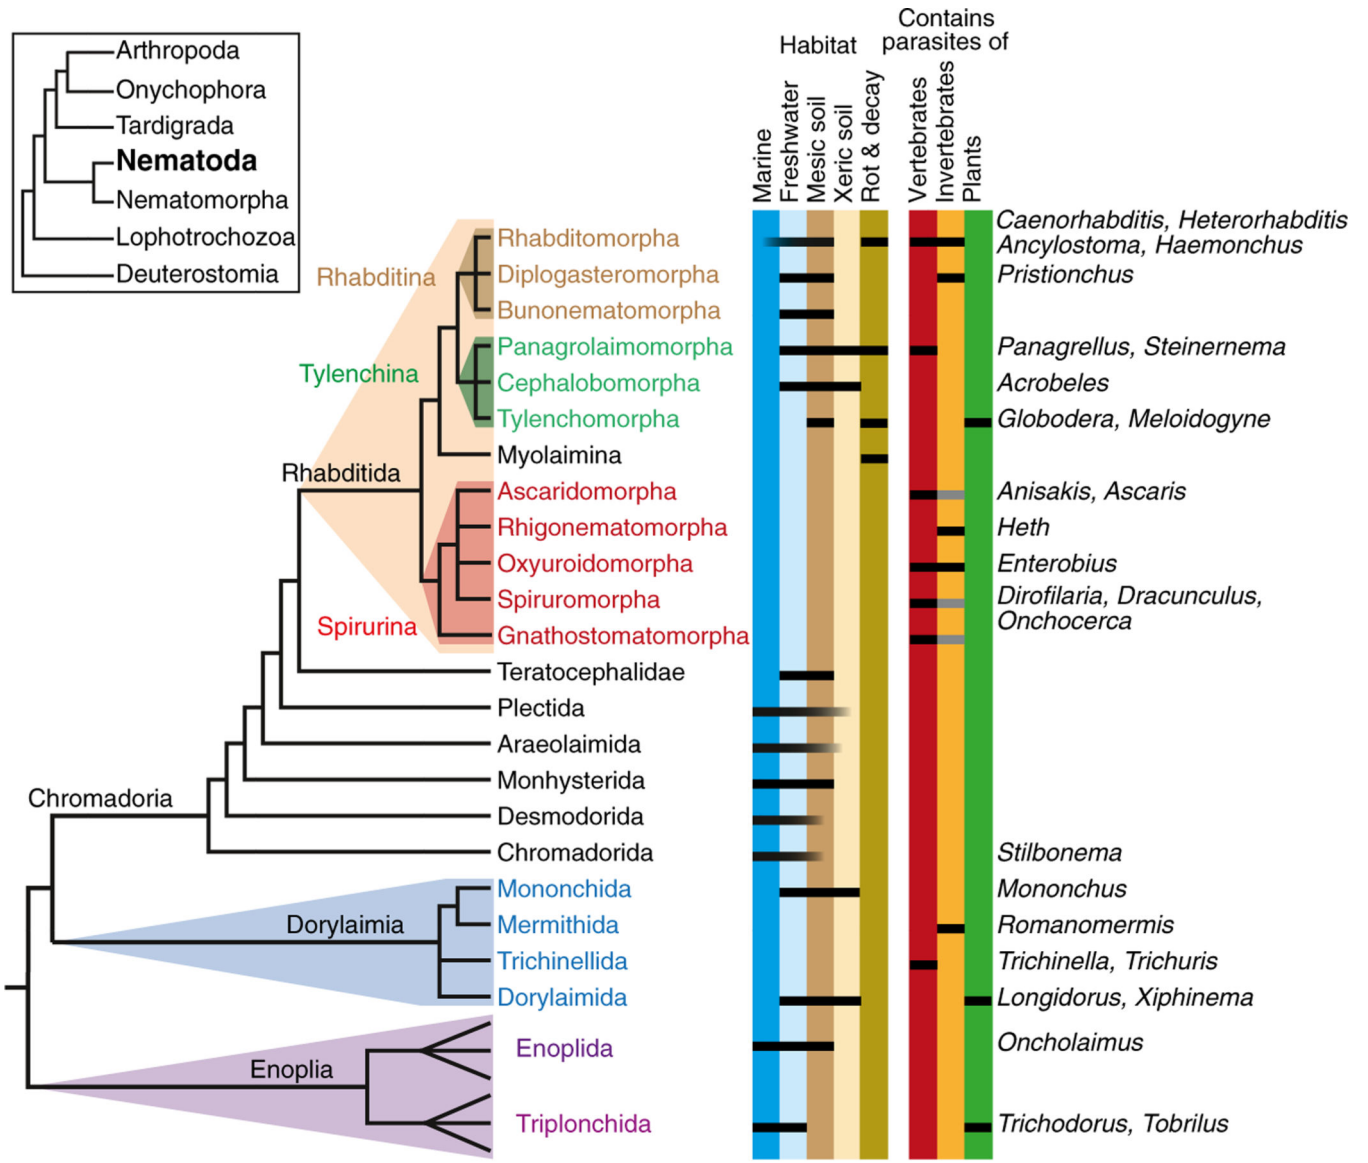 Arthropoda
Onychophora
Tardigrada
Nematoda
Nematomorpha
Lophotrochozoa
Deuterostomia
Habitat
Contains
parasites of
Marine
Freshwater
Mesic soil
Xeric soil
Rot & decay
Vertebrates
Invertebrates
Plants
Rhabditina
Tylenchina
Rhabditida
Spirurina
Chromadoria
Dorylaimia
Enoplia
Rhabditomorpha
Caenorhabditis, Heterorhabditis
Ancylostoma, Haemonchus
Diplogasteromorpha
Pristionchus
Bunonematomorpha
Panagrolaimomorpha
Panagrellus, Steinernema
Cephalobomorpha
Acrobeles
Tylenchomorpha
Globodera, Meloidogyne
Myolaimina
Ascaridomorpha
Anisakis, Ascaris
Rhigonematomorpha
Heth
Oxyuroidomorpha
Enterobius
Spiruromorpha
Dirofilaria, Dracunculus,
Onchocerca
Gnathostomatomorpha
Teratocephalidae
Plectida
Araeolaimida
Monhysterida
Desmodorida
Chromadorida
Stilbonema
Mononchida
Mononchus
Mermithida
Romanomermis
Trichinellida
Trichinella, Trichuris
Dorylaimida
Longidorus, Xiphinema
Enoplida
Oncholaimus
Triplonchida
Trichodorus, Tobrilus